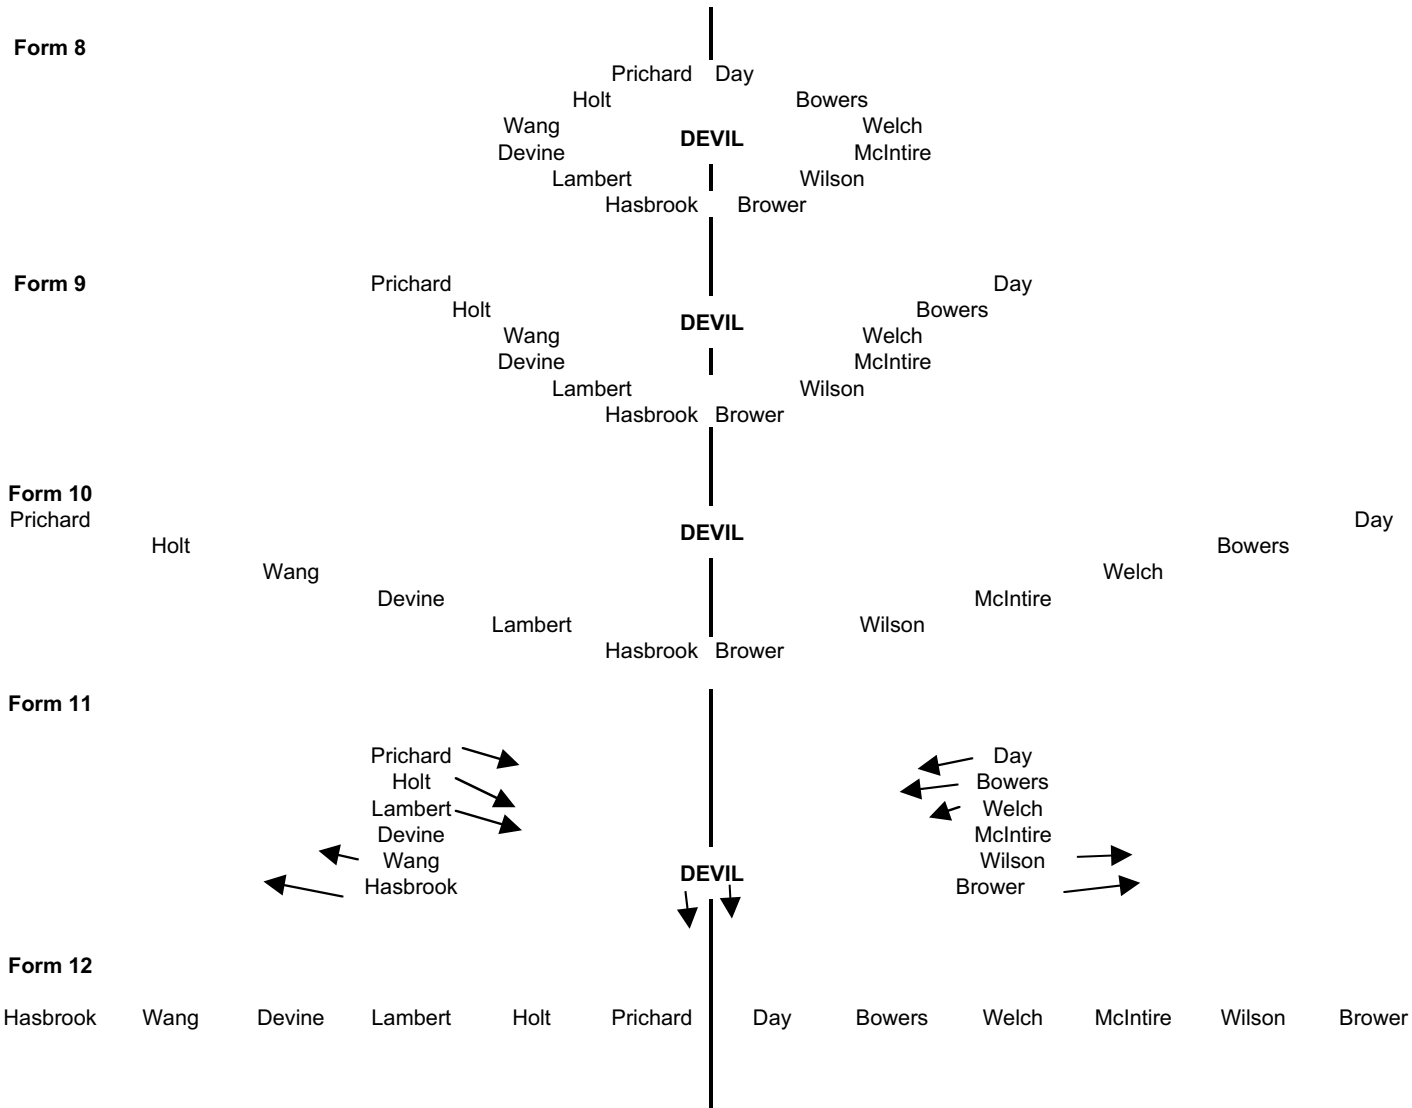 Form 8
Prichard Day
Holt Bowers
Wang Welch
DEVIL
Devine McIntire
Lambert Wilson
Hasbrook Brower
Form 9 Prichard Day
Holt Bowers
DEVIL
Wang Welch
Devine McIntire
Lambert Wilson
Hasbrook Brower
Form 10
Prichard Day
DEVIL
Holt Bowers
Wang Welch
Devine McIntire
Lambert Wilson
Hasbrook Brower
Form 11
Prichard Day
Holt Bowers
Lambert Welch
Devine McIntire
Wang Wilson
DEVIL
Hasbrook Brower
Form 12
Hasbrook Wang Devine Lambert Holt Prichard Day Bowers Welch McIntire Wilson Brower